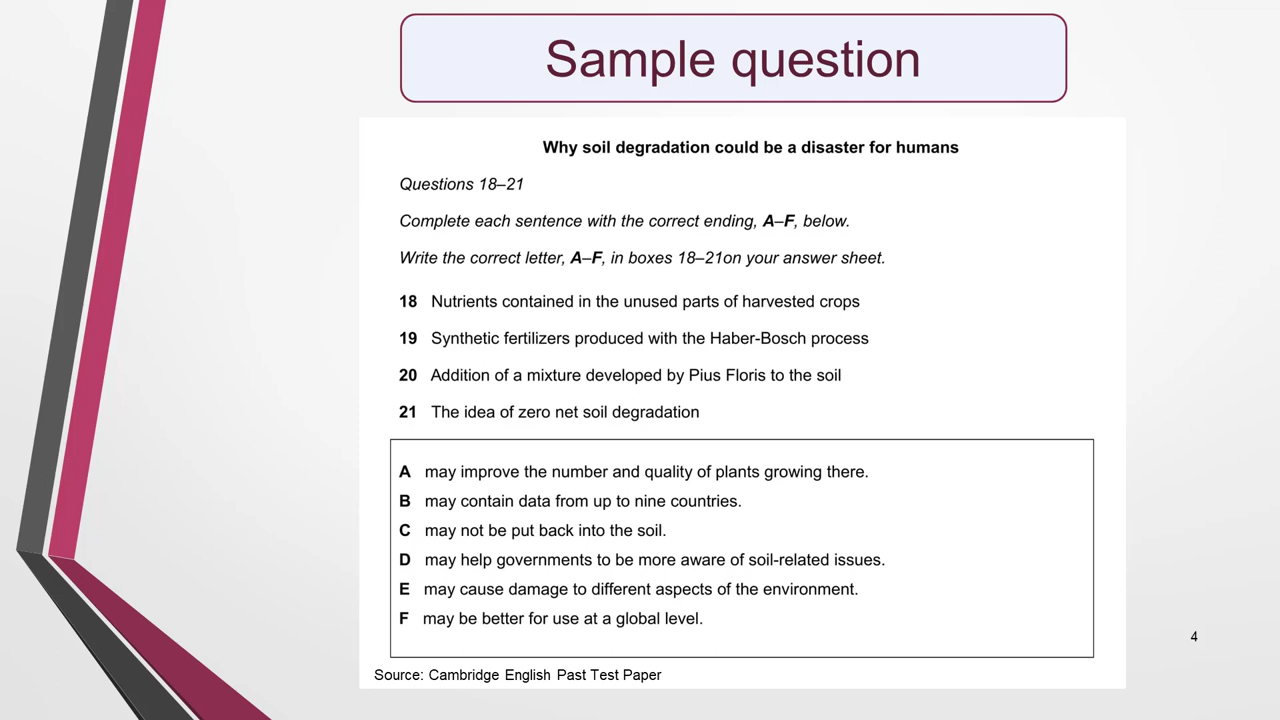 Sample question
Why soil degradation could be a disaster for humans
Questions 18–21
Complete each sentence with the correct ending, A–F, below.
Write the correct letter, A–F, in boxes 18–21on your answer sheet.
18 Nutrients contained in the unused parts of harvested crops
19 Synthetic fertilizers produced with the Haber-Bosch process
20 Addition of a mixture developed by Pius Floris to the soil
21 The idea of zero net soil degradation
A may improve the number and quality of plants growing there.
B may contain data from up to nine countries.
C may not be put back into the soil.
D may help governments to be more aware of soil-related issues.
E may cause damage to different aspects of the environment.
F may be better for use at a global level.
4
Source: Cambridge English Past Test Paper